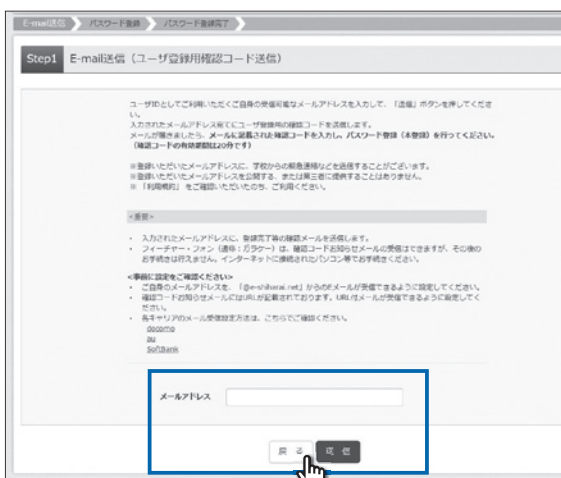 E-mail送信 パスワード登録 パスワード登録完了
Step1 E-mail送信（ユーザ登録用確認コード送信）
ユーザIDとしてご利用いただくご自身の受信可能なメールアドレスを入力して、「送信」ボタンを押してくださ
い。
入力されたメールアドレス宛てにユーザ登録用の確認コードを送信します。
メールが届きましたら、メールに記載された確認コードを入力し、パスワード登録（本登録）を行ってください。
（確認コードの有効期間は20分です）
※登録いただいたメールアドレスに、学校からの緊急連絡などを送信することがございます。
※登録いただいたメールアドレスを公開する、または第三者に提供することはありません。
※「利用規約」をご確認いただいたのち、ご利用ください。
<重要>
・ 入力されたメールアドレスに、登録完了等の確認メールを送信します。
・ フィーチャー・フォン（通称：ガラケー）は、確認コードお知らせメールの受信はできますが、その後の
お手続きは行えません。インターネットに接続されたパソコン等でお手続きください。
<事前に設定をご確認ください>
・ ご自身のメールアドレスを、「@e-shiharai.net」からのEメールが受信できるように設定してください。
・ 確認コードお知らせメールにはURLが記載されております。URL付メールが受信できるように設定してく
ださい。
・ 各キャリアのメール受信設定方法は、こちらでご確認ください。
docomo
au
SoftBank
メールアドレス
戻る 送信